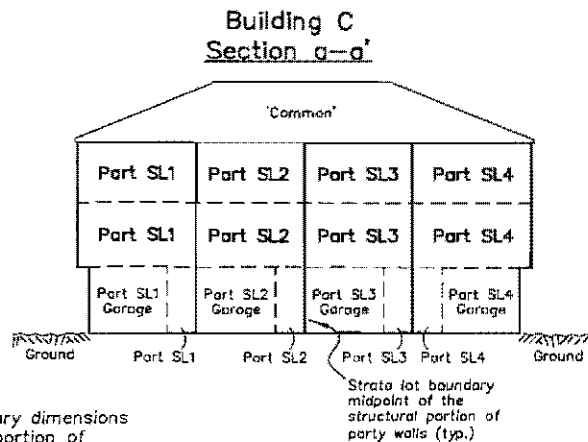 Building C
Section a-a'
'Common'
Part SL1 Part SL2 Part SL3 Part SL4
Part SL1 Part SL2 Part SL3 Part SL4
Part SL1 Garage Part SL2 Garage Part SL3 Garage Part SL4 Garage
Ground Part SL1 Part SL2 Part SL3 Part SL4 Ground
Strata lot boundary
midpoint of the
structural portion of
party walls (typ.)
ary dimensions
portion of